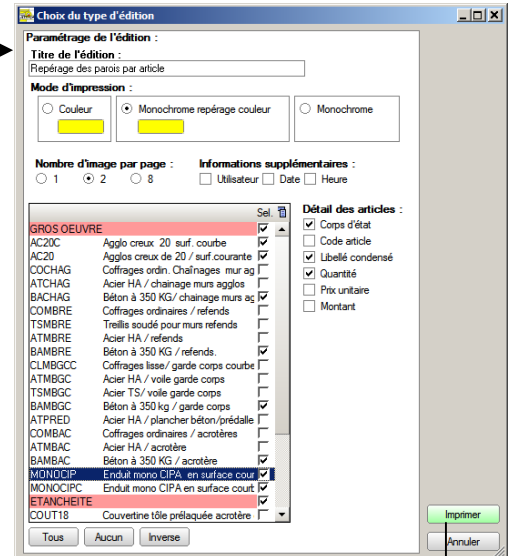 Choix du type d'édition
Paramétrage de l'édition :
Titre de l'édition :
Repérage des parois par article
Mode d'impression :
Couleur Monochrome repérage couleur Monochrome
Nombre d'image par page : Informations supplémentaires :
1 2 8 Utilisateur Date Heure
Sel. Détail des articles :
GROS OEUVRE Corps d'état
AC20C Agglo creux 20 surf. courbe Code article
AC20 Agglos creux de 20 / surf.courante Libellé condensé
COCHAG Coffrages ordin. Chaînages mur ag Quantité
ATCHAG Acier HA / chainage murs agglos Prix unitaire
BACHAG Béton à 350 KG/ chainage murs ag Montant
COMBRE Coffrages ordinaires / refends
TSMBRE Treillis soudé pour murs refends
ATMBRE Acier HA / refends
BAMBRE Béton à 350 KG / refends.
CLMBGCC Coffrages lisse/ garde corps courbe
ATMBGC Acier HA / voile garde corps
TSMBGC Acier TS/ voile garde corps
BAMBGC Béton à 350 kg / garde corps
ATPRED Acier HA / plancher béton/prédalle
COMBAC Coffrages ordinaires / acrotères
ATMBAC Acier HA / acrotère
BAMBAC Béton à 350 KG / acrotère
MONOCIP Enduit mono CIPA en surface cour
MONOCIPC Enduit mono CIPA en surface court
ETANCHEITE
COUT18 Couvertine tôle prélaquée acrotère
Imprimer
Tous Aucun Inverse Annuler